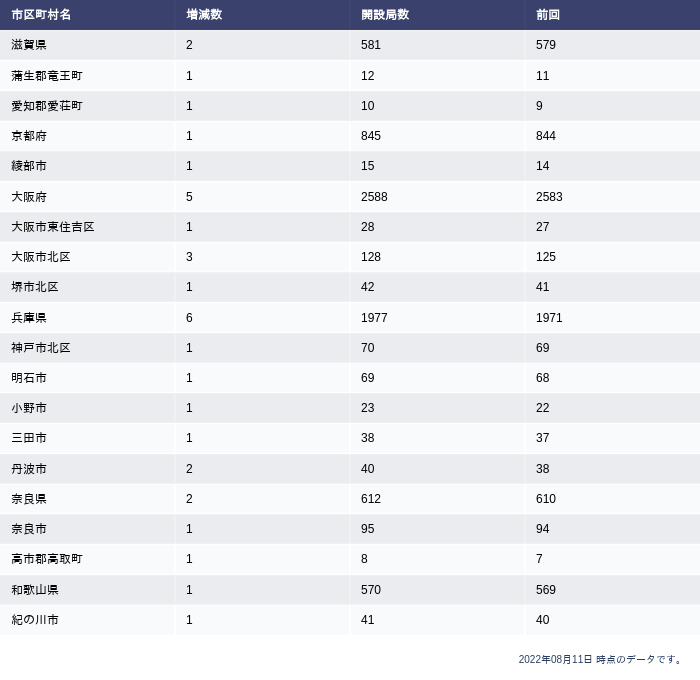 市区町村名 増減数 開設局数 前回
滋賀県 2 581 579
蒲生郡竜王町 1 12 11
愛知郡愛荘町 1 10 9
京都府 1 845 844
綾部市 1 15 14
大阪府 5 2588 2583
大阪市東住吉区 1 28 27
大阪市北区 3 128 125
堺市北区 1 42 41
兵庫県 6 1977 1971
神戸市北区 1 70 69
明石市 1 69 68
小野市 1 23 22
三田市 1 38 37
丹波市 2 40 38
奈良県 2 612 610
奈良市 1 95 94
高市郡高取町 1 8 7
和歌山県 1 570 569
紀の川市 1 41 40
2022年08月11日 時点のデータです。